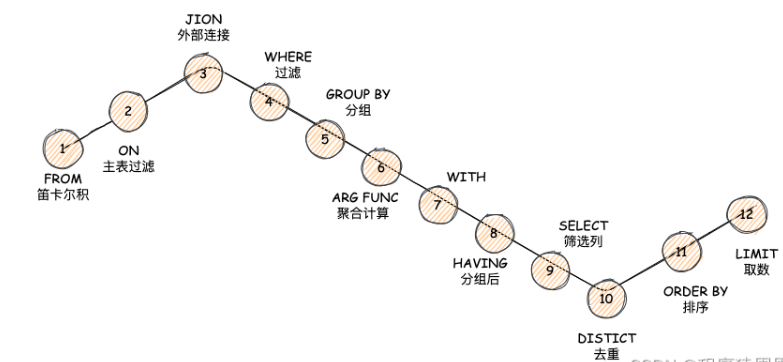 JION
外部连接
3
WHERE
过滤
4
GROUP BY
分组
5
2
ON
主表过滤
1
FROM
笛卡尔积
6
ARG FUNC
聚合计算
WITH
7
8
HAVING
分组后
SELECT
筛选列
9
10
DISTICT
去重
11
ORDER BY
排序
12
LIMIT
取数